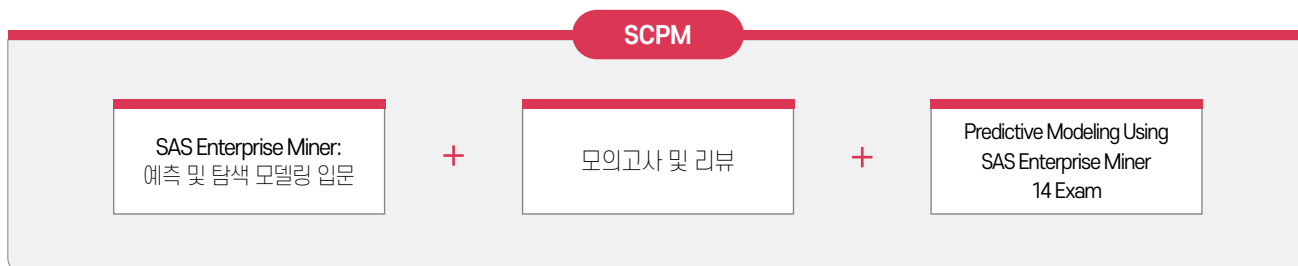 SCPM
SAS Enterprise Miner:
예측 및 탐색 모델링 입문
+
모의고사 및 리뷰
+
Predictive Modeling Using
SAS Enterprise Miner
14 Exam